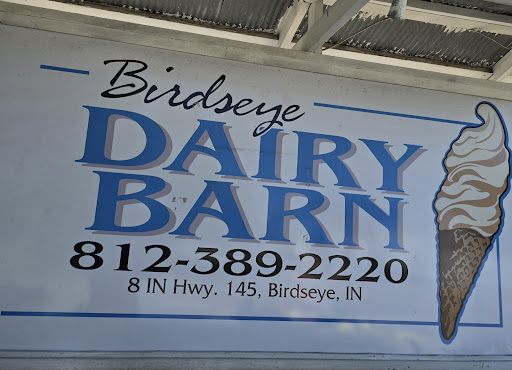 Birdseye
DAIRY
BARN
812-389-2220
8 IN Hwy. 145, Birdseye, IN